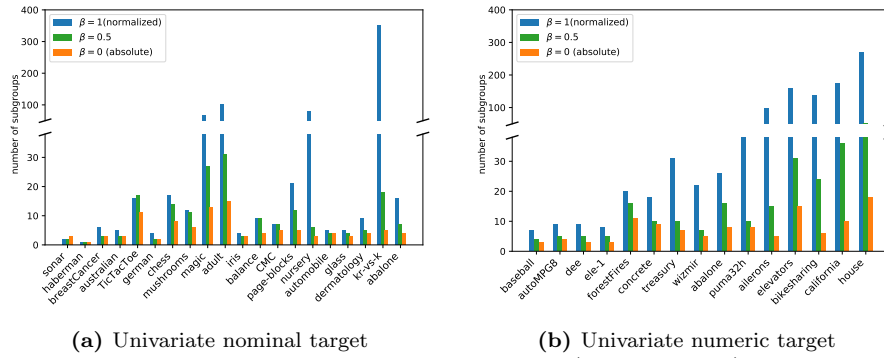 400
β = 1(normalized)
β = 0.5
β = 0 (absolute)
300
200
100
30
20
10
0
number of subgroups
sonar
haberman
breastCancer
australian
TicTacToe
german
chess
mushrooms
magic
adult
iris
balance
CMC
page-blocks
nursery
automobile
glass
dermatology
kr-vs-k
abalone
(a) Univariate nominal target
400
β = 1(normalized)
β = 0.5
β = 0 (absolute)
300
200
100
30
20
10
0
number of subgroups
baseball
autoMPG8
dee
ele-1
forestFires
concrete
treasury
wizmir
abalone
puma32h
ailerons
elevators
bikesharing
california
house
(b) Univariate numeric target